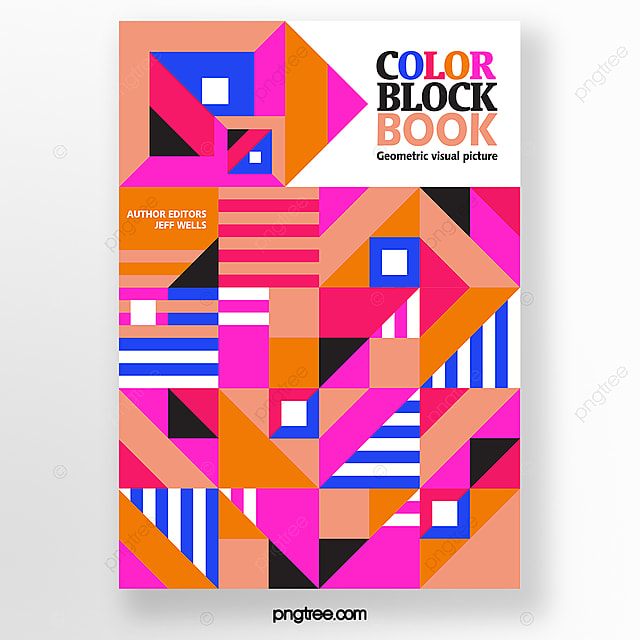 COLOR
BLOCK
BOOK
Geometric visual picture
AUTHOR EDITORS
JEFF WELLS
pngtree.com